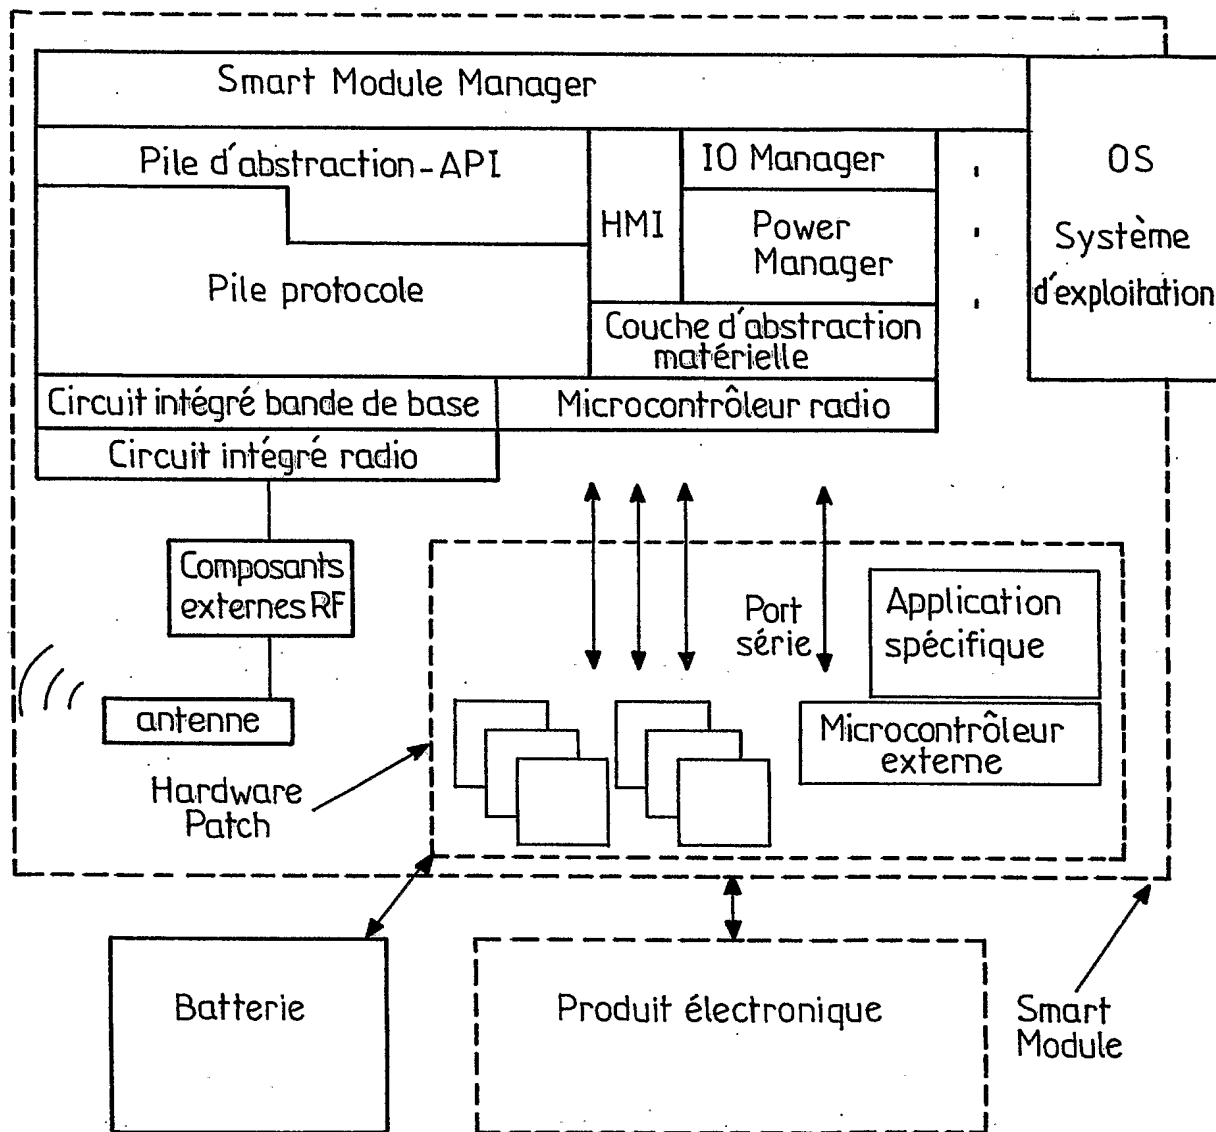 Smart Module Manager
Pile d'abstraction-API
HMI
IO Manager
Power
Manager
OS
Système
d'exploitation
Pile protocole
Couche d'abstraction
matérielle
Circuit intégré bande de base
Microcontrôleur radio
Circuit intégré radio
Composants
externes RF
antenne
Port
série
Application
spécifique
Microcontrôleur
externe
Hardware
Patch
Batterie
Produit électronique
Smart
Module